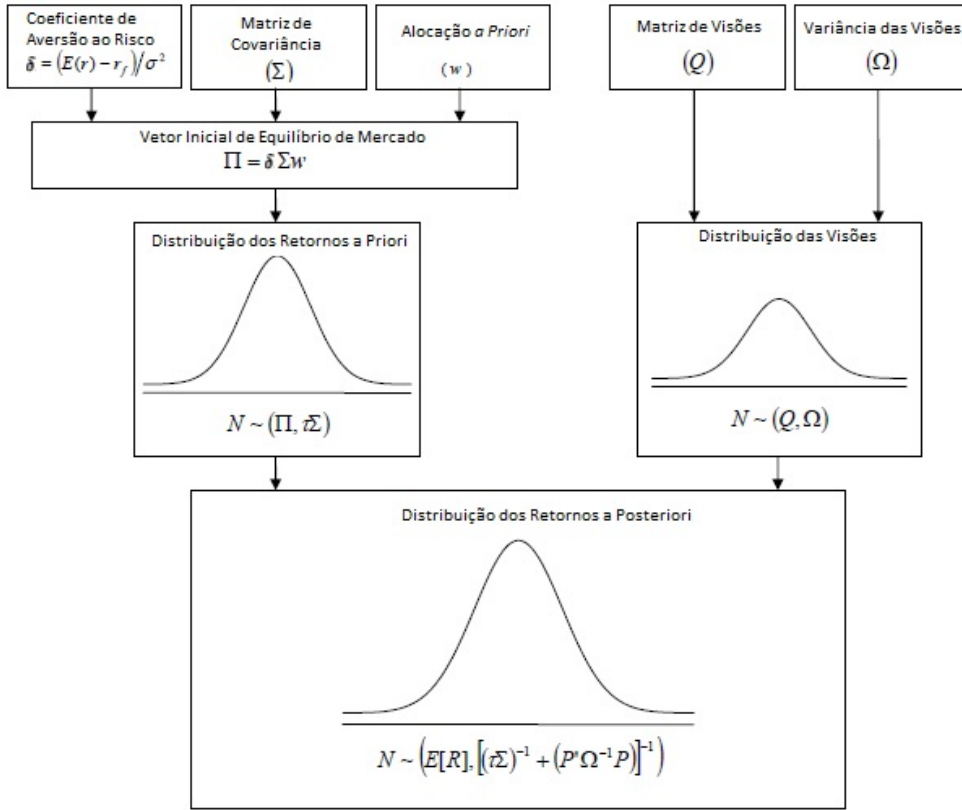 Coeficiente de
Aversão ao Risco
δ = (E(r) − r_f)/σ²
Matriz de
Covariância
(Σ)
Alocação a Priori
(w)
Matriz de Visões
(Q)
Variância das Visões
(Ω)
Vetor Inicial de Equilíbrio de Mercado
Π = δ Σw
Distribuição dos Retornos a Priori
N ~ (Π, τΣ)
Distribuição das Visões
N ~ (Q, Ω)
Distribuição dos Retornos a Posteriori
N ~ (E[R], [(τΣ)⁻¹ + (P'Ω⁻¹P)]⁻¹)